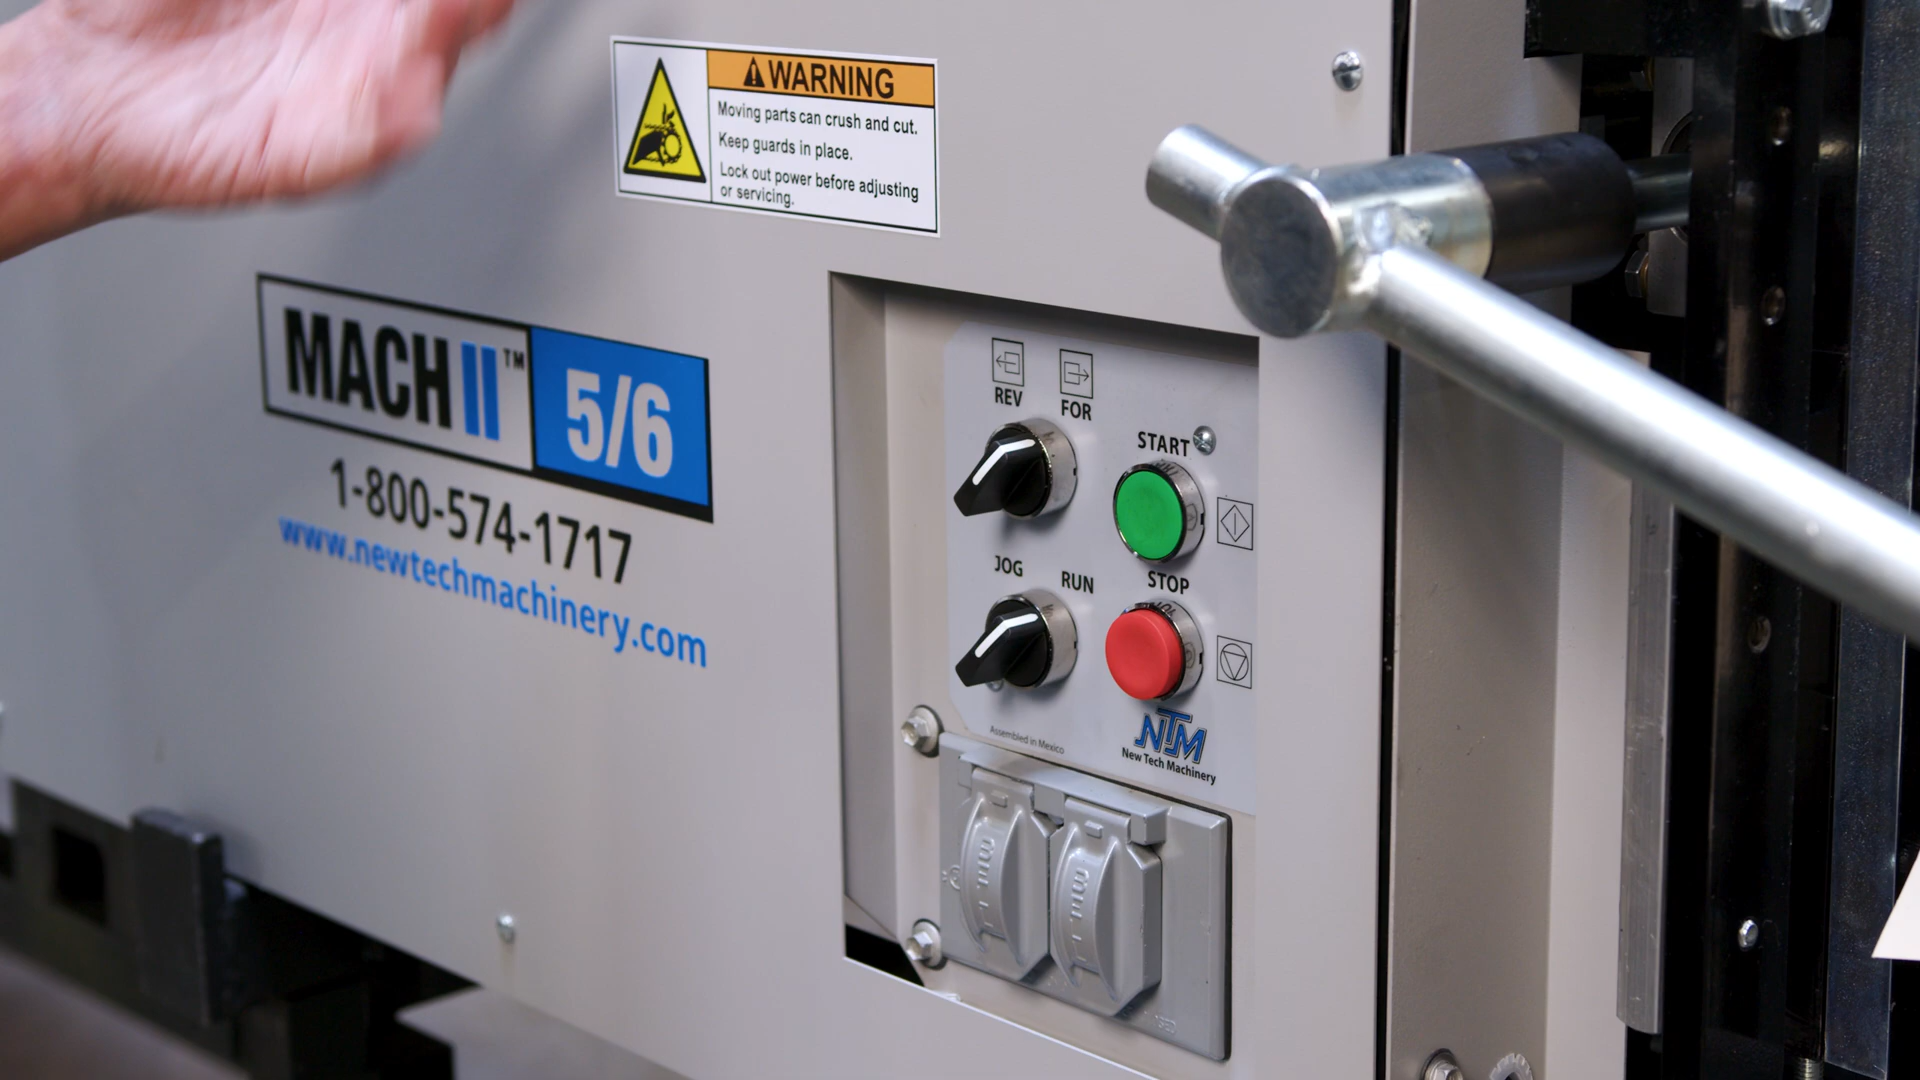 WARNING
Moving parts can crush and cut.
Keep guards in place.
Lock out power before adjusting
or servicing.
MACH II™ 5/6
1-800-574-1717
www.newtechmachinery.com
REV FOR
START
JOG RUN STOP
Assembled in Mexico
NTM
New Tech Machinery